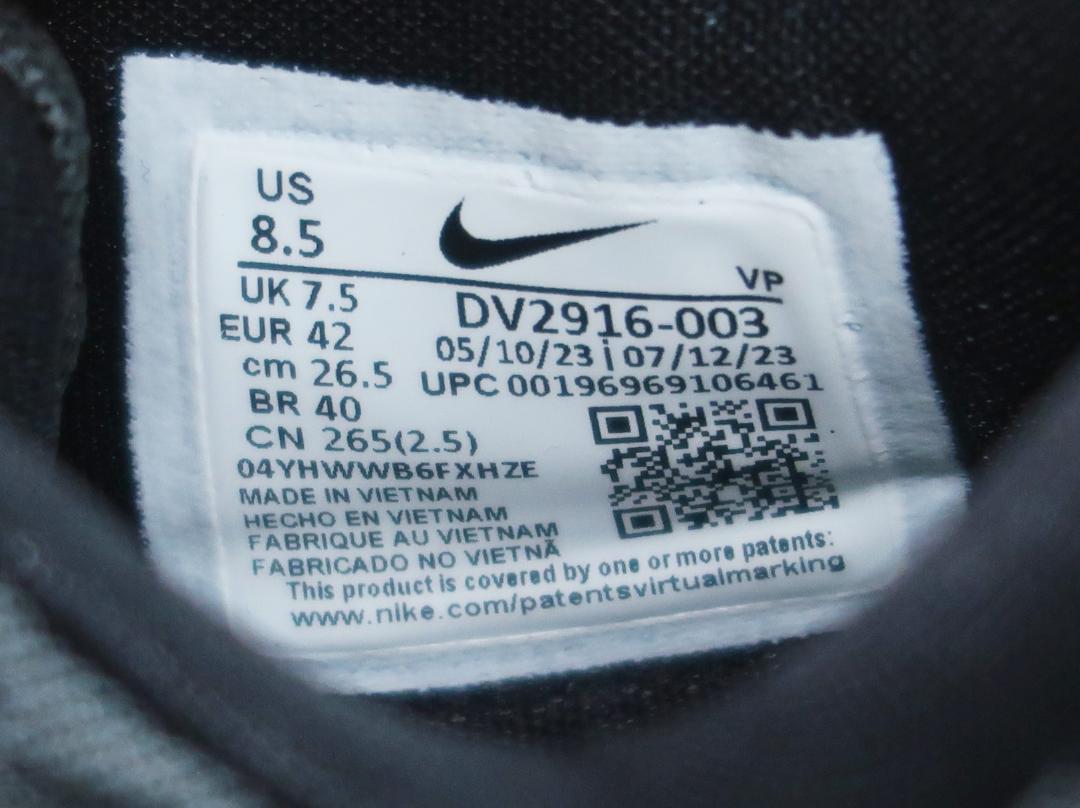 US
8.5
VP
UK 7.5
EUR 42
cm 26.5
BR 40
CN 265(2.5)
DV2916-003
05/10/23 | 07/12/23
UPC 00196969106461
04YHWWB6FXHZE
MADE IN VIETNAM
HECHO EN VIETNAM
FABRIQUE AU VIETNAM
FABRICADO NO VIETNÃ
This product is covered by one or more patents:
www.nike.com/patentsvirtualmarking